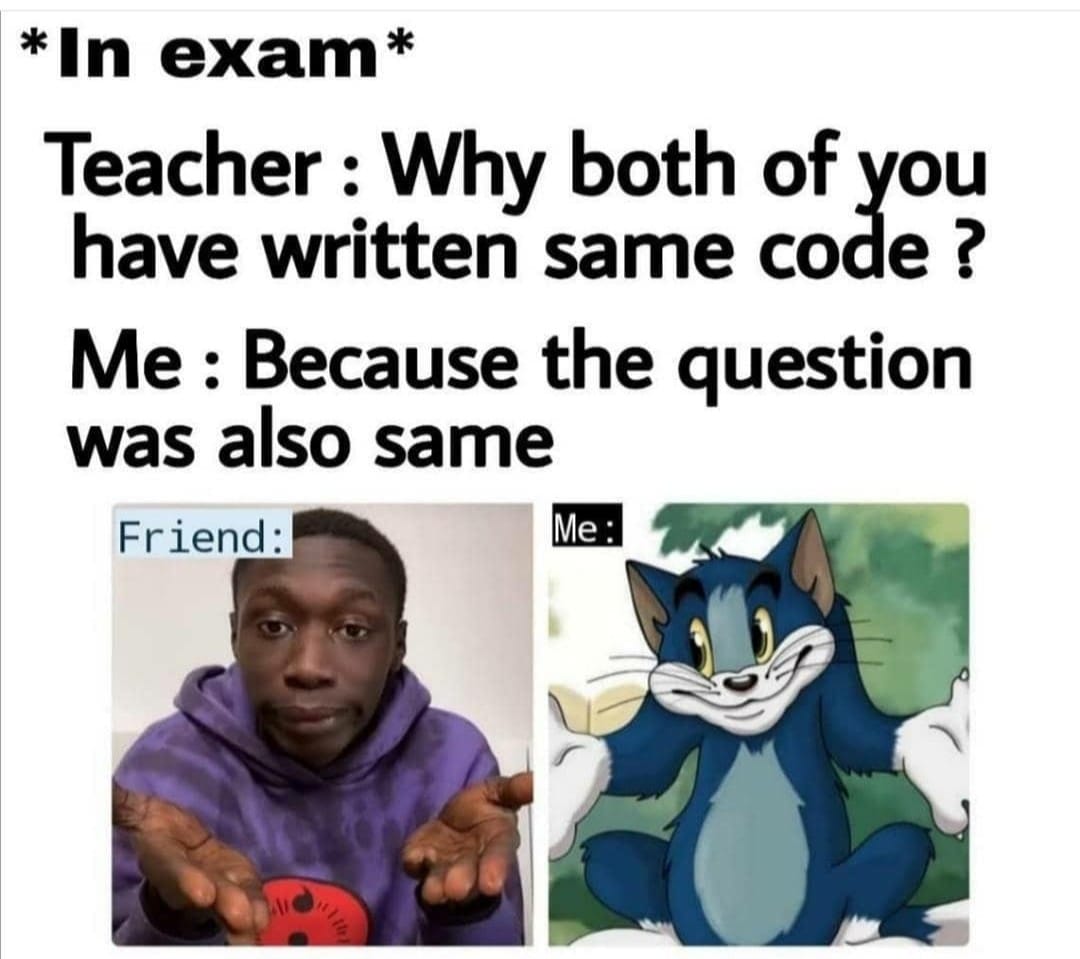 *In exam*
Teacher : Why both of you
have written same code ?
Me : Because the question
was also same
Friend:
Me :